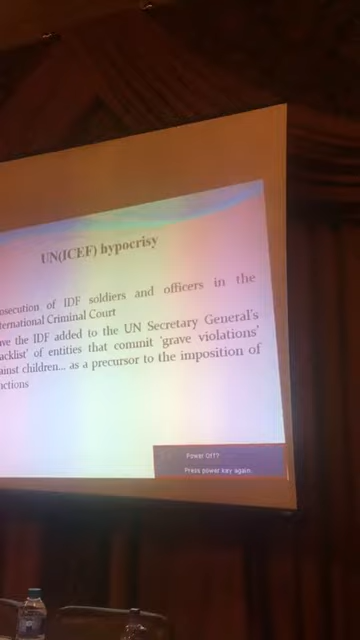 UN(ICEF) hypocrisy
osecution of IDF soldiers and officers in the
ternational Criminal Court
ve the IDF added to the UN Secretary General's
acklist' of entities that commit 'grave violations'
ainst children... as a precursor to the imposition of
nctions
Power Off?
Press power key again.